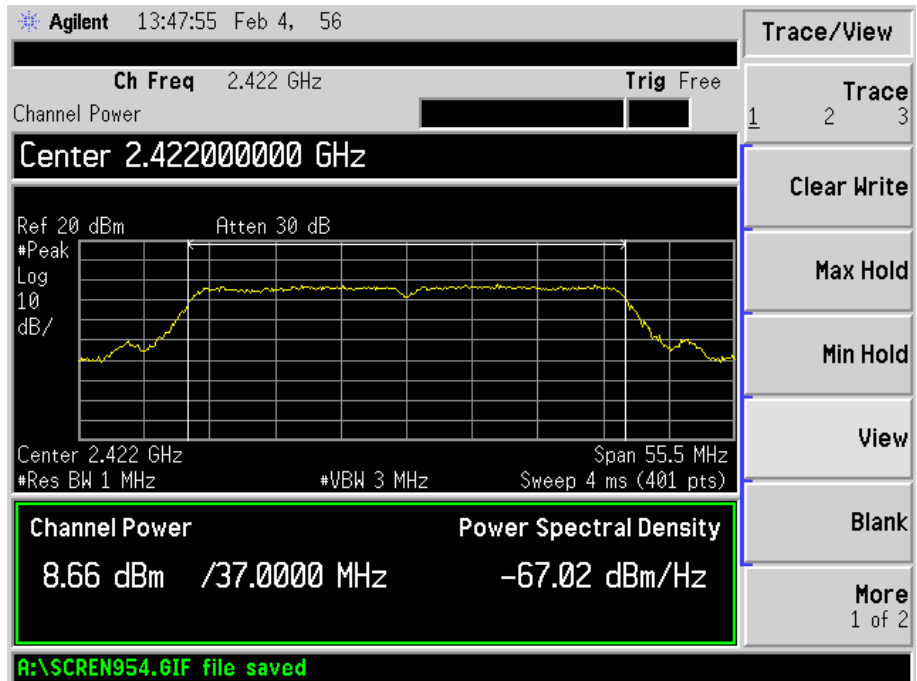 Agilent 13:47:55 Feb 4, 56
Ch Freq 2.422 GHz Trig Free
Channel Power
Center 2.422000000 GHz
Ref 20 dBm Atten 30 dB
#Peak
Log
10
dB/
Center 2.422 GHz Span 55.5 MHz
#Res BW 1 MHz #VBW 3 MHz Sweep 4 ms (401 pts)
Channel Power Power Spectral Density
8.66 dBm /37.0000 MHz -67.02 dBm/Hz
A:\SCREN954.GIF file saved
Trace/View
Trace
1 2 3
Clear Write
Max Hold
Min Hold
View
Blank
More
1 of 2